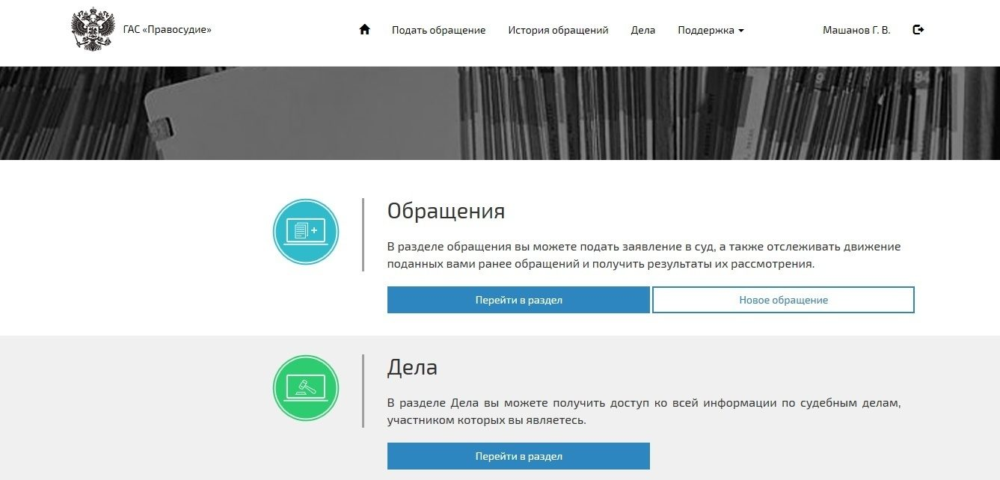 ГАС «Правосудие»
Подать обращение
История обращений
Дела
Поддержка
Машанов Г. В.
Обращения
В разделе обращения вы можете подать заявление в суд, а также отслеживать движение
поданных вами ранее обращений и получить результаты их рассмотрения.
Перейти в раздел
Новое обращение
Дела
В разделе Дела вы можете получить доступ ко всей информации по судебным делам,
участником которых вы являетесь.
Перейти в раздел